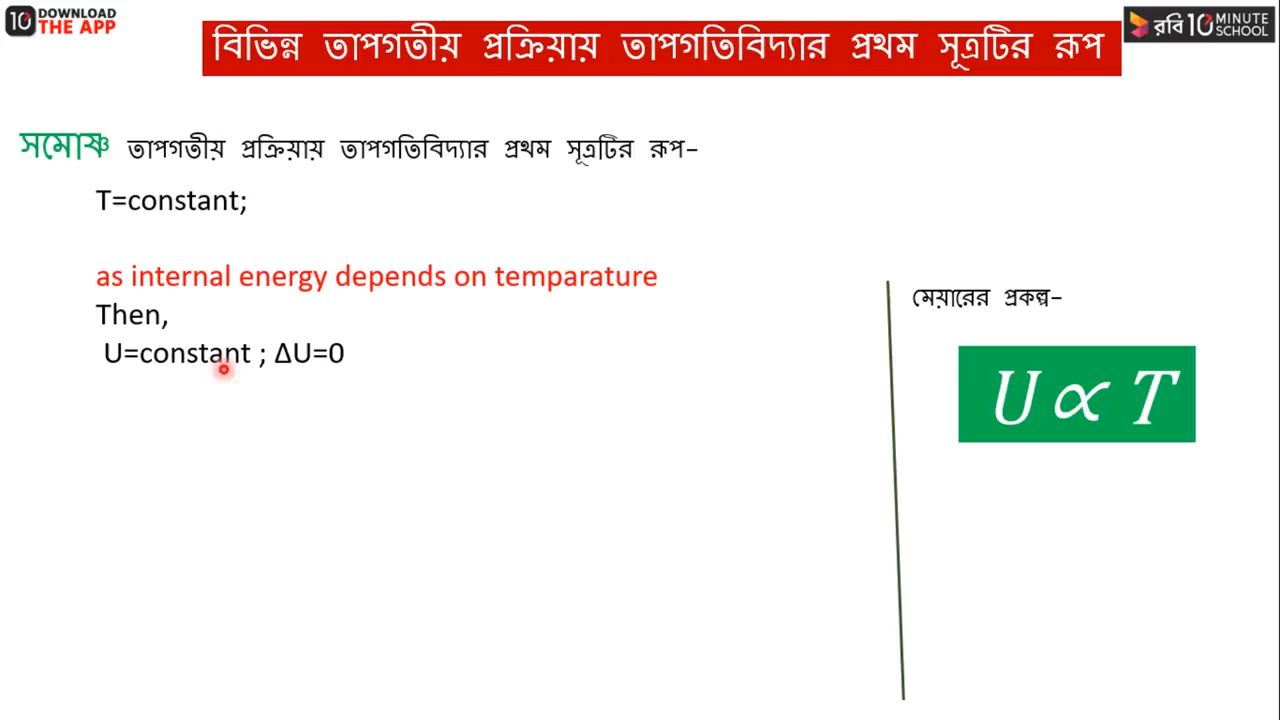 10 DOWNLOAD
THE APP
বিভিন্ন তাপগতীয় প্রক্রিয়ায় তাপগতিবিদ্যার প্রথম সূত্রটির রূপ
রবি 10 MINUTE
SCHOOL
সমোষ্ণ তাপগতীয় প্রক্রিয়ায় তাপগতিবিদ্যার প্রথম সূত্রটির রূপ–
T=constant;
as internal energy depends on temparature
Then,
U=constant ; ΔU=0
মেয়ারের প্রকল্প–
U ∝ T